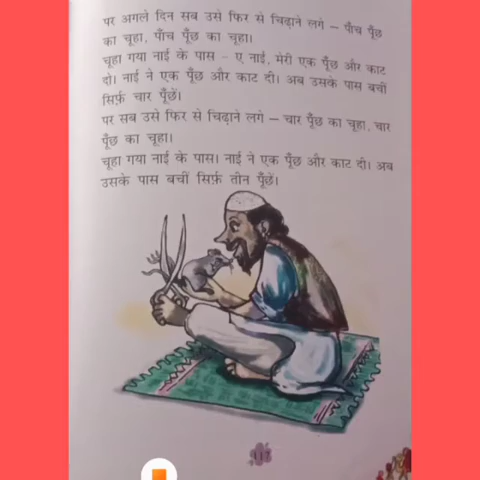 पर अगले दिन सब उसे फिर से चिढ़ाने लगे – पाँच पूँछ
का चूहा, पाँच पूँछ का चूहा।
चूहा गया नाई के पास – ए नाई, मेरी एक पूँछ और काट
दो। नाई ने एक पूँछ और काट दी। अब उसके पास बचीं
सिर्फ़ चार पूँछें।
पर सब उसे फिर से चिढ़ाने लगे – चार पूँछ का चूहा, चार
पूँछ का चूहा।
चूहा गया नाई के पास। नाई ने एक पूँछ और काट दी। अब
उसके पास बचीं सिर्फ़ तीन पूँछें।